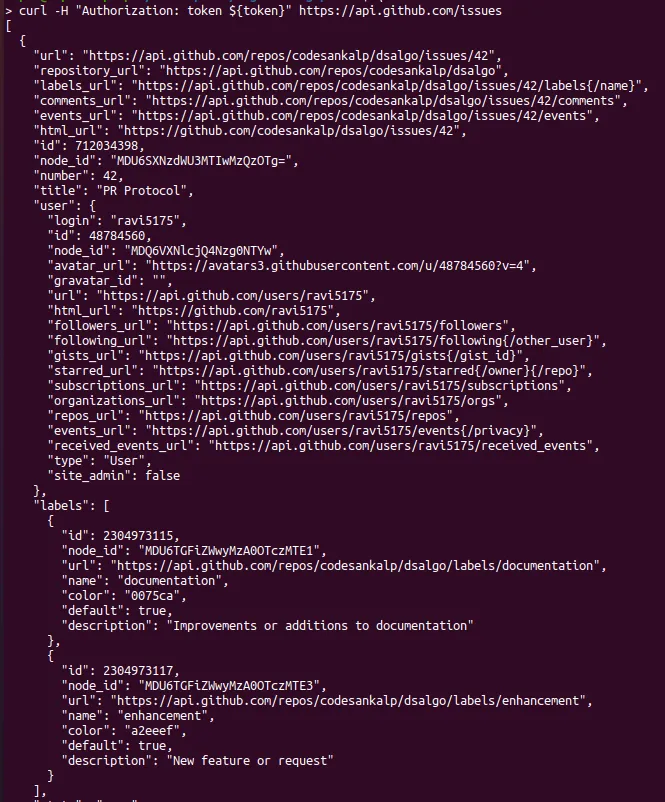 > curl -H "Authorization: token ${token}" https://api.github.com/issues
[
  {
    "url": "https://api.github.com/repos/codesankalp/dsalgo/issues/42",
    "repository_url": "https://api.github.com/repos/codesankalp/dsalgo",
    "labels_url": "https://api.github.com/repos/codesankalp/dsalgo/issues/42/labels{/name}",
    "comments_url": "https://api.github.com/repos/codesankalp/dsalgo/issues/42/comments",
    "events_url": "https://api.github.com/repos/codesankalp/dsalgo/issues/42/events",
    "html_url": "https://github.com/codesankalp/dsalgo/issues/42",
    "id": 712034398,
    "node_id": "MDU6SXNzdWU3MTIwMzQzOTg=",
    "number": 42,
    "title": "PR Protocol",
    "user": {
      "login": "ravi5175",
      "id": 48784560,
      "node_id": "MDQ6VXNlcjQ4Nzg0NTYw",
      "avatar_url": "https://avatars3.githubusercontent.com/u/48784560?v=4",
      "gravatar_id": "",
      "url": "https://api.github.com/users/ravi5175",
      "html_url": "https://github.com/ravi5175",
      "followers_url": "https://api.github.com/users/ravi5175/followers",
      "following_url": "https://api.github.com/users/ravi5175/following{/other_user}",
      "gists_url": "https://api.github.com/users/ravi5175/gists{/gist_id}",
      "starred_url": "https://api.github.com/users/ravi5175/starred{/owner}{/repo}",
      "subscriptions_url": "https://api.github.com/users/ravi5175/subscriptions",
      "organizations_url": "https://api.github.com/users/ravi5175/orgs",
      "repos_url": "https://api.github.com/users/ravi5175/repos",
      "events_url": "https://api.github.com/users/ravi5175/events{/privacy}",
      "received_events_url": "https://api.github.com/users/ravi5175/received_events",
      "type": "User",
      "site_admin": false
    },
    "labels": [
      {
        "id": 2304973115,
        "node_id": "MDU6TGFiZWwyMzA0OTczMTE1",
        "url": "https://api.github.com/repos/codesankalp/dsalgo/labels/documentation",
        "name": "documentation",
        "color": "0075ca",
        "default": true,
        "description": "Improvements or additions to documentation"
      },
      {
        "id": 2304973117,
        "node_id": "MDU6TGFiZWwyMzA0OTczMTE3",
        "url": "https://api.github.com/repos/codesankalp/dsalgo/labels/enhancement",
        "name": "enhancement",
        "color": "a2eeef",
        "default": true,
        "description": "New feature or request"
      }
    ],